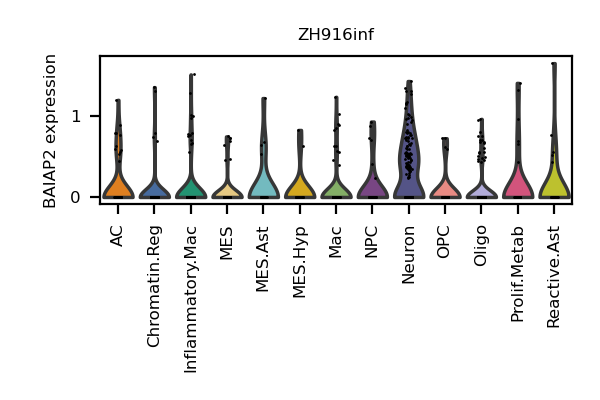 ZH916inf
BAIAP2 expression
1
0
AC
Chromatin.Reg
Inflammatory.Mac
MES
MES.Ast
MES.Hyp
Mac
NPC
Neuron
OPC
Oligo
Prolif.Metab
Reactive.Ast